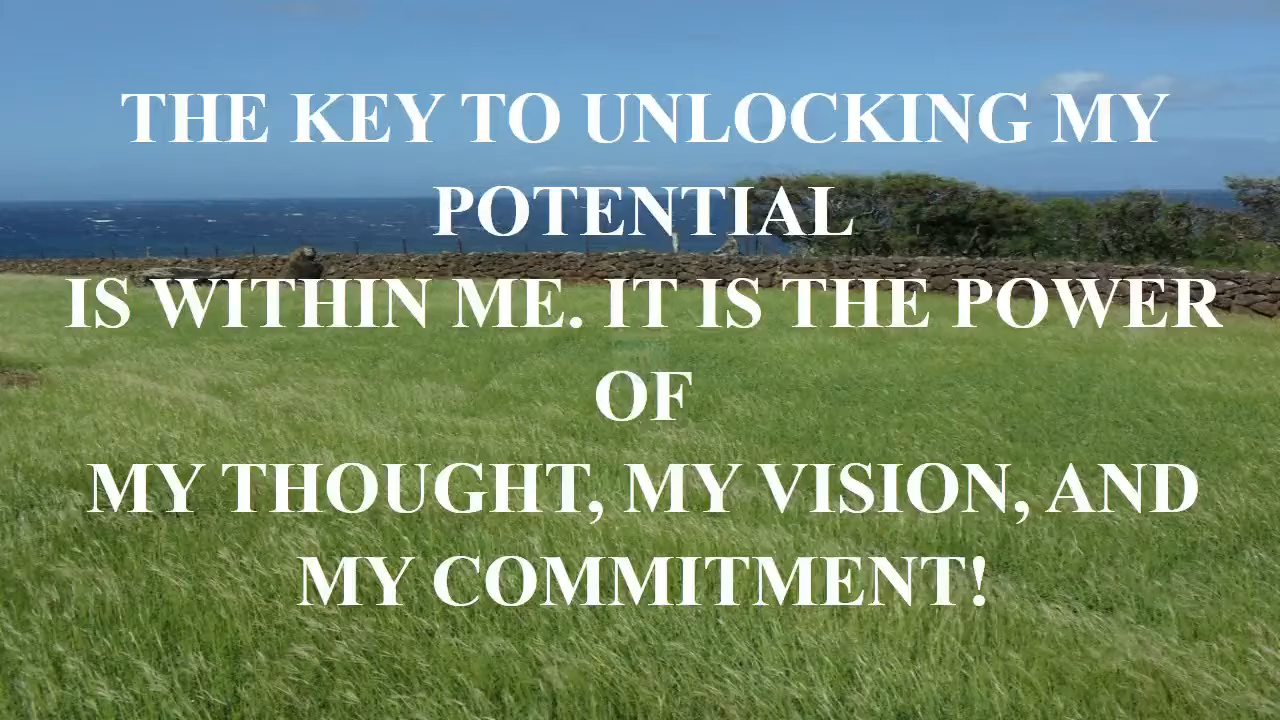 THE KEY TO UNLOCKING MY
POTENTIAL
IS WITHIN ME. IT IS THE POWER
OF
MY THOUGHT, MY VISION, AND
MY COMMITMENT!